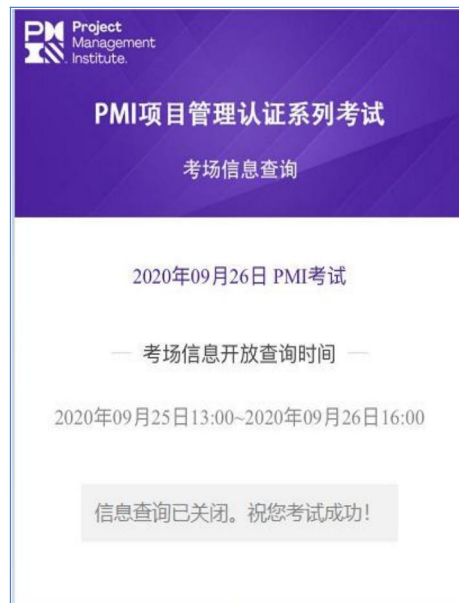 Project
Management
Institute.
PMI项目管理认证系列考试
考场信息查询
2020年09月26日 PMI考试
考场信息开放查询时间
2020年09月25日13:00~2020年09月26日16:00
信息查询已关闭。祝您考试成功!